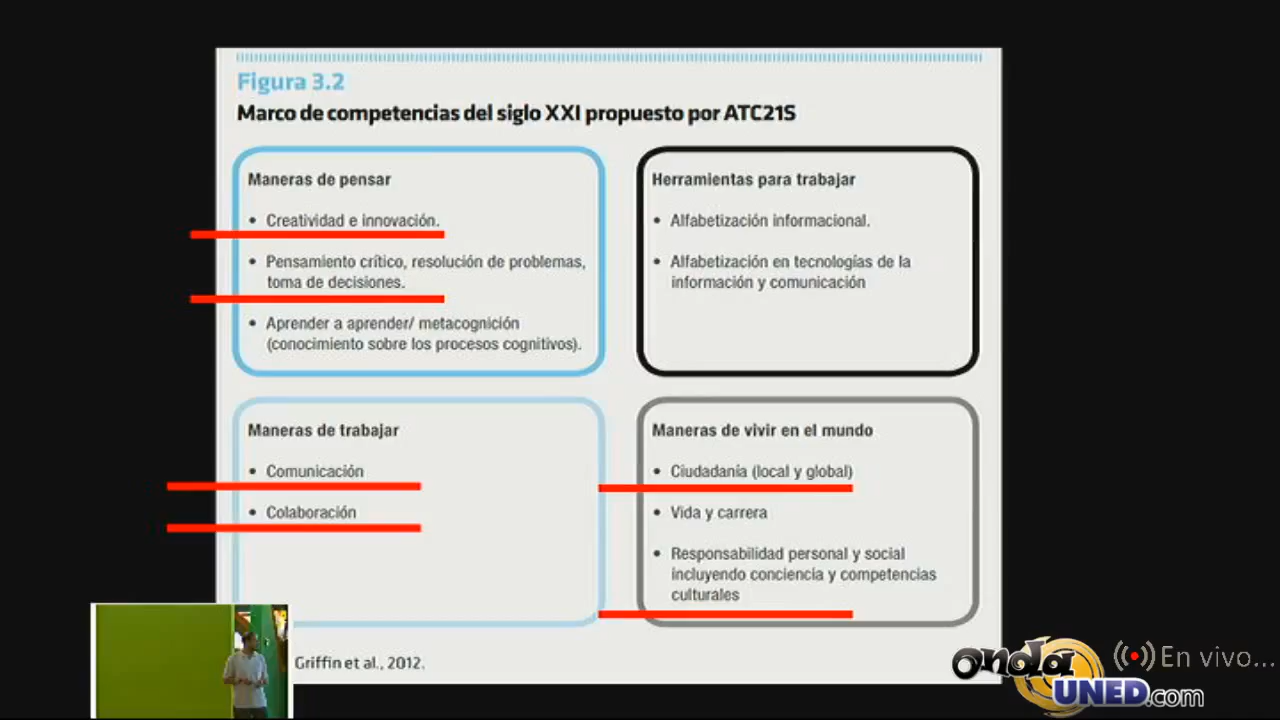 Figura 3.2
Marco de competencias del siglo XXI propuesto por ATC21S
Maneras de pensar
• Creatividad e innovación.
• Pensamiento crítico, resolución de problemas,
toma de decisiones.
• Aprender a aprender/ metacognición
(conocimiento sobre los procesos cognitivos).
Herramientas para trabajar
• Alfabetización informacional.
• Alfabetización en tecnologías de la
información y comunicación
Maneras de trabajar
• Comunicación
• Colaboración
Maneras de vivir en el mundo
• Ciudadanía (local y global)
• Vida y carrera
• Responsabilidad personal y social
incluyendo conciencia y competencias
culturales
Griffin et al., 2012.
onda
UNED.com
En vivo...